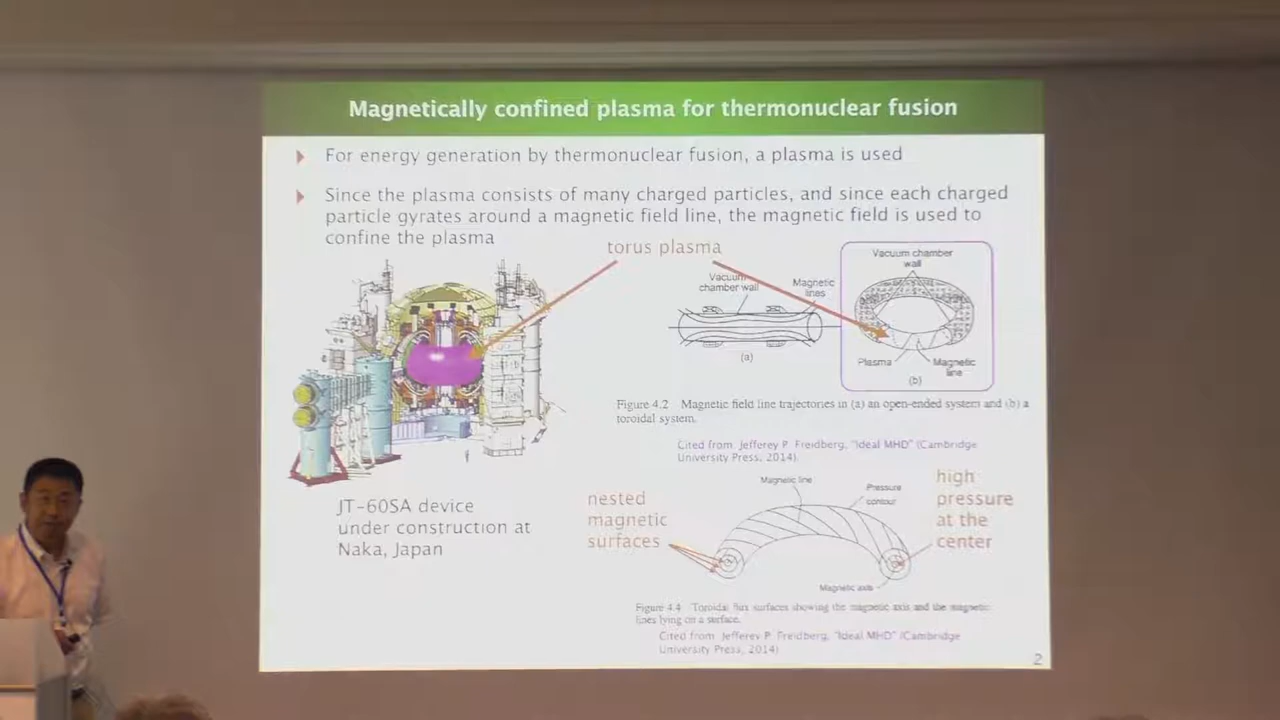 Magnetically confined plasma for thermonuclear fusion
For energy generation by thermonuclear fusion, a plasma is used
Since the plasma consists of many charged particles, and since each charged
particle gyrates around a magnetic field line, the magnetic field is used to
confine the plasma
torus plasma
Vacuum
chamber wall
Magnetic
lines
(a)
Vacuum chamber
wall
Plasma
Magnetic
line
(b)
Figure 4.2 Magnetic field line trajectories in (a) an open-ended system and (b) a
toroidal system.
Cited from Jefferey P. Freidberg, "Ideal MHD" (Cambridge
University Press, 2014)
JT-60SA device
under construction at
Naka, Japan
nested
magnetic
surfaces
Magnetic line
Pressure
contour
high
pressure
at the
center
Magnetic axis
Figure 4.4 Toroidal flux surfaces showing the magnetic axis and the magnetic
lines lying on a surface.
Cited from Jefferey P. Freidberg, "Ideal MHD" (Cambridge
University Press, 2014)
2